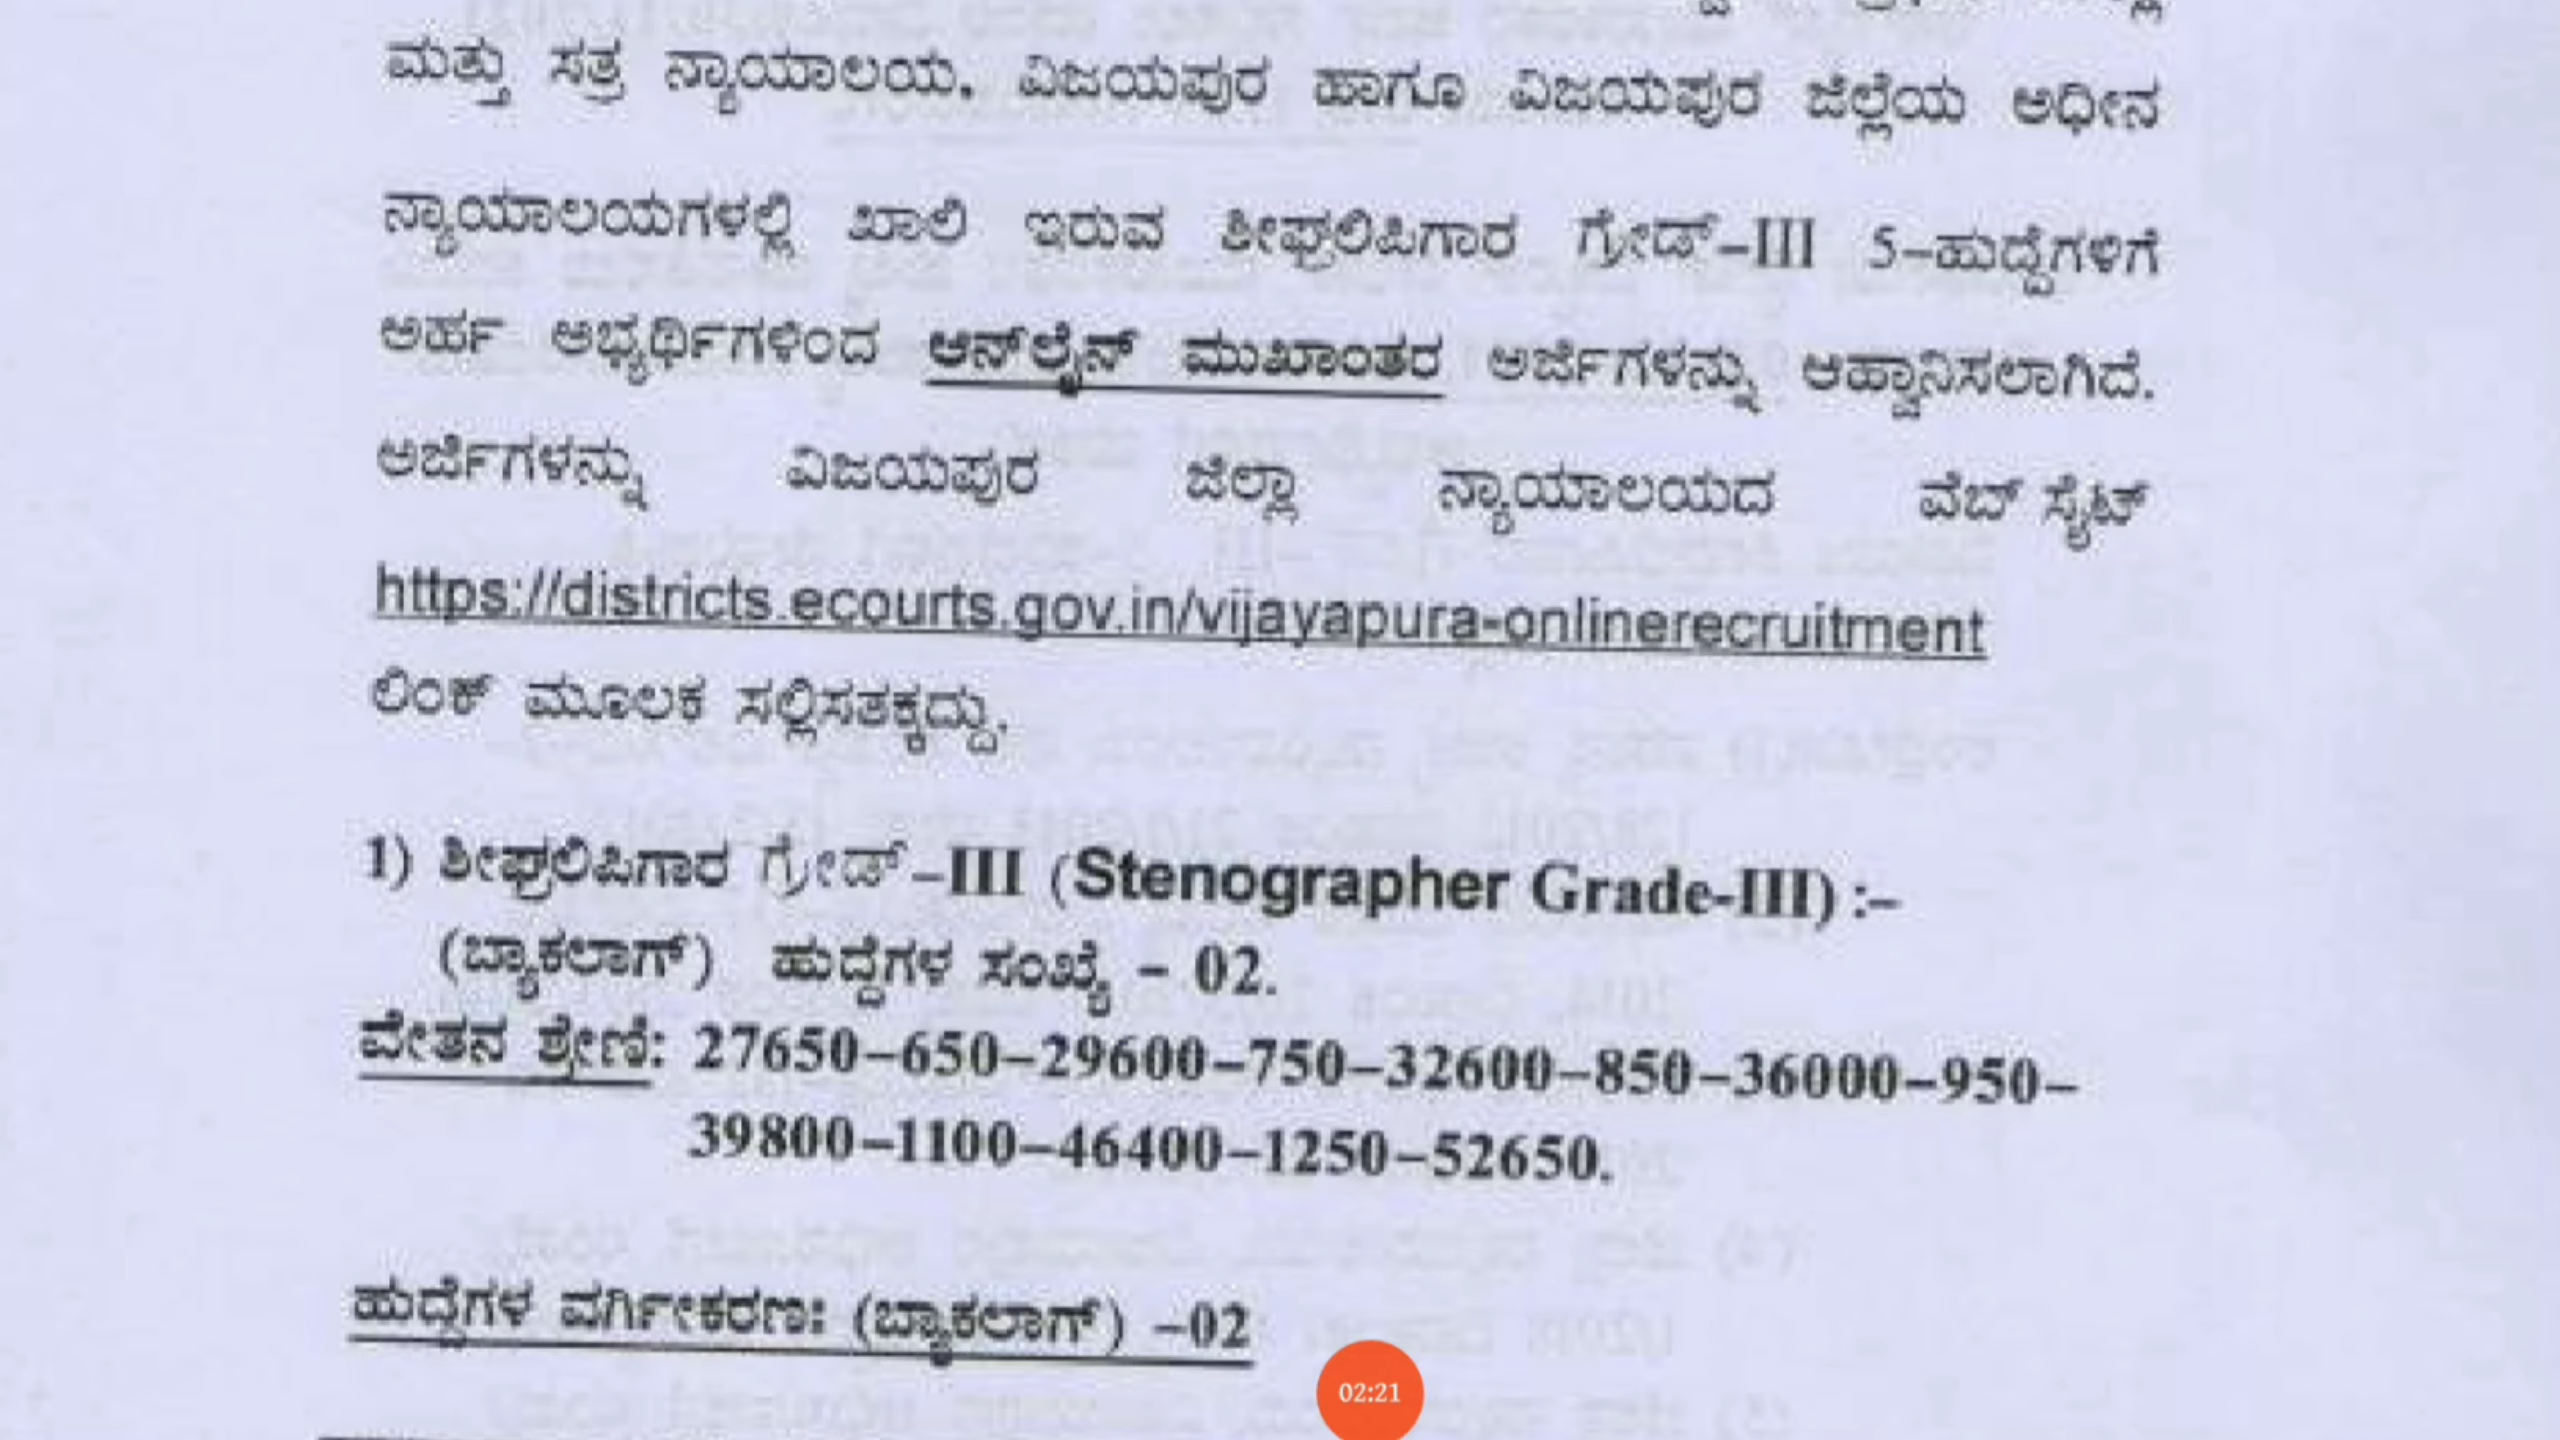 ಮತ್ತು ಸತ್ರ ನ್ಯಾಯಾಲಯ, ವಿಜಯಪುರ ಹಾಗೂ ವಿಜಯಪುರ ಜಿಲ್ಲೆಯ ಅಧೀನ
ನ್ಯಾಯಾಲಯಗಳಲ್ಲಿ ಖಾಲಿ ಇರುವ ಶೀಘ್ರಲಿಪಿಗಾರ ಗ್ರೇಡ್–III 5–ಹುದ್ದೆಗಳಿಗೆ
ಅರ್ಹ ಅಭ್ಯರ್ಥಿಗಳಿಂದ ಆನ್‌ಲೈನ್ ಮುಖಾಂತರ ಅರ್ಜಿಗಳನ್ನು ಆಹ್ವಾನಿಸಲಾಗಿದೆ.
ಅರ್ಜಿಗಳನ್ನು ವಿಜಯಪುರ ಜಿಲ್ಲಾ ನ್ಯಾಯಾಲಯದ ವೆಬ್ ಸೈಟ್
https://districts.ecourts.gov.in/vijayapura-onlinerecruitment
ಲಿಂಕ್ ಮೂಲಕ ಸಲ್ಲಿಸತಕ್ಕದ್ದು.
1) ಶೀಘ್ರಲಿಪಿಗಾರ ಗ್ರೇಡ್–III (Stenographer Grade-III) :–
(ಬ್ಯಾಕಲಾಗ್) ಹುದ್ದೆಗಳ ಸಂಖ್ಯೆ – 02.
ವೇತನ ಶ್ರೇಣಿ: 27650–650–29600–750–32600–850–36000–950–
39800–1100–46400–1250–52650.
ಹುದ್ದೆಗಳ ವರ್ಗೀಕರಣ: (ಬ್ಯಾಕಲಾಗ್) –02
02:21